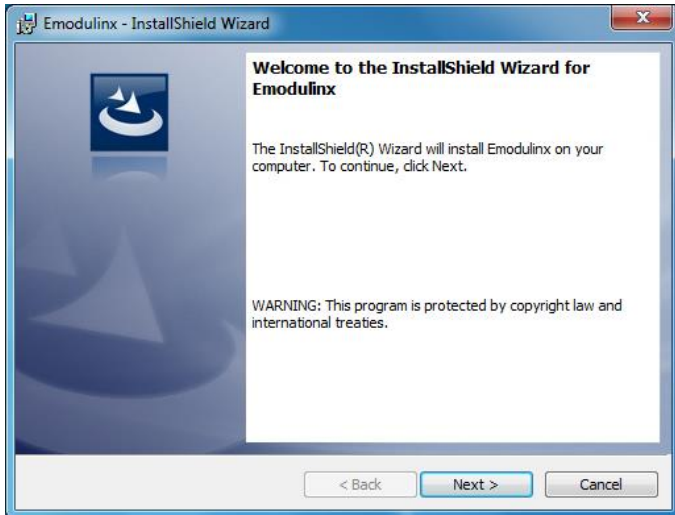 Emodulinx - InstallShield Wizard
Welcome to the InstallShield Wizard for
Emodulinx
The InstallShield(R) Wizard will install Emodulinx on your
computer. To continue, click Next.
WARNING: This program is protected by copyright law and
international treaties.
< Back Next > Cancel